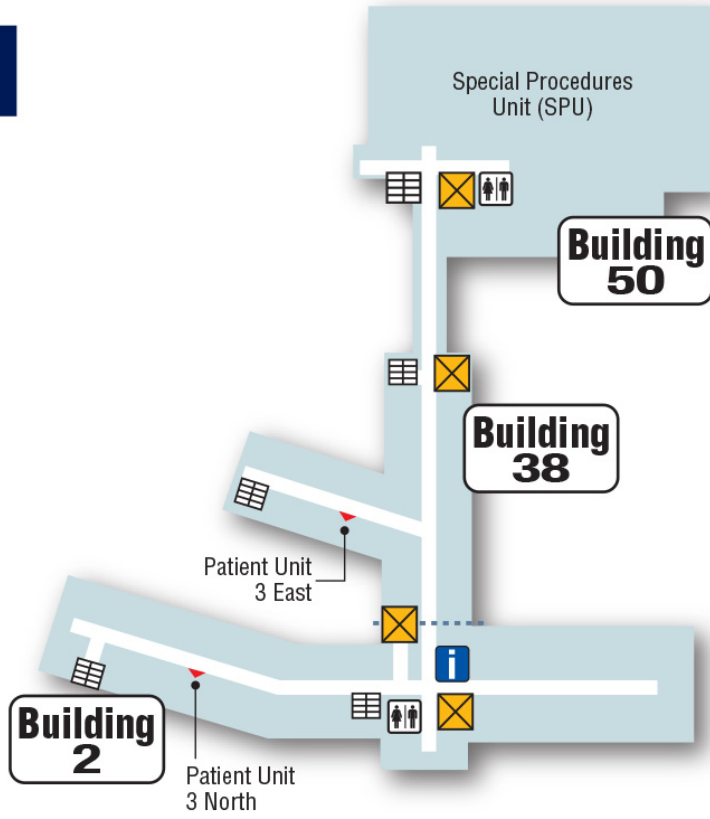 Special Procedures
Unit (SPU)
Building
50
Building
38
Patient Unit
3 East
i
Building
2
Patient Unit
3 North